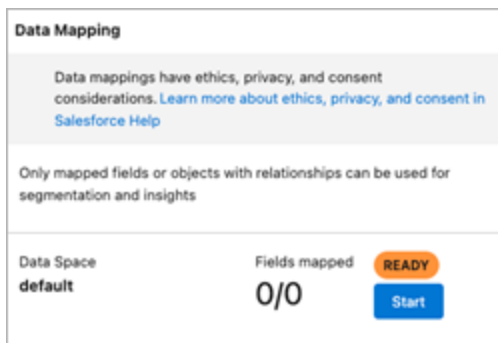 Data Mapping
Data mappings have ethics, privacy, and consent
considerations. Learn more about ethics, privacy, and consent in
Salesforce Help
Only mapped fields or objects with relationships can be used for
segmentation and insights
Data Space
default
Fields mapped
0/0
READY
Start